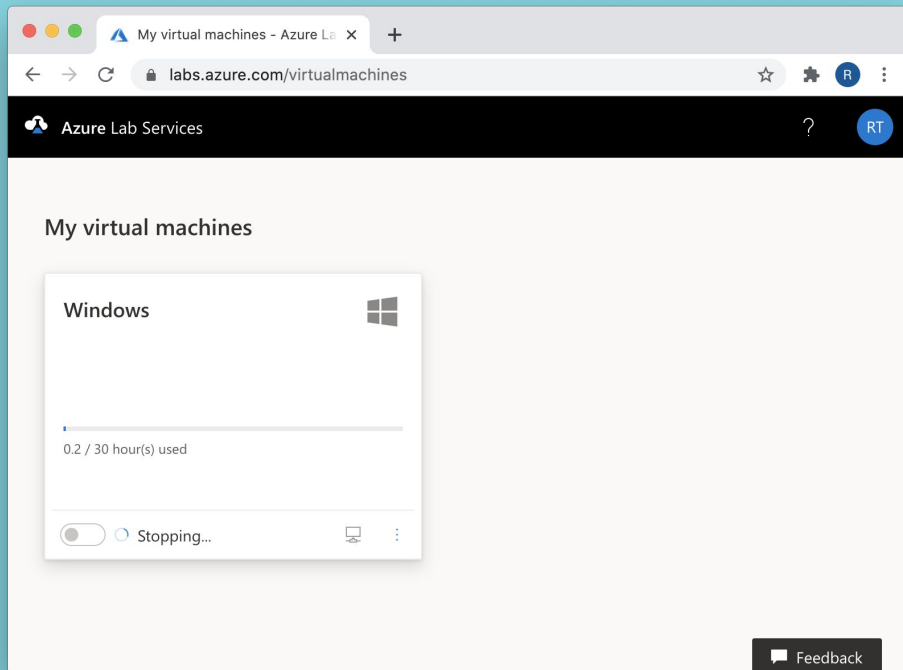 My virtual machines - Azure La
labs.azure.com/virtualmachines
R
Azure Lab Services
?
RT
My virtual machines
Windows
0.2 / 30 hour(s) used
Stopping...
Feedback